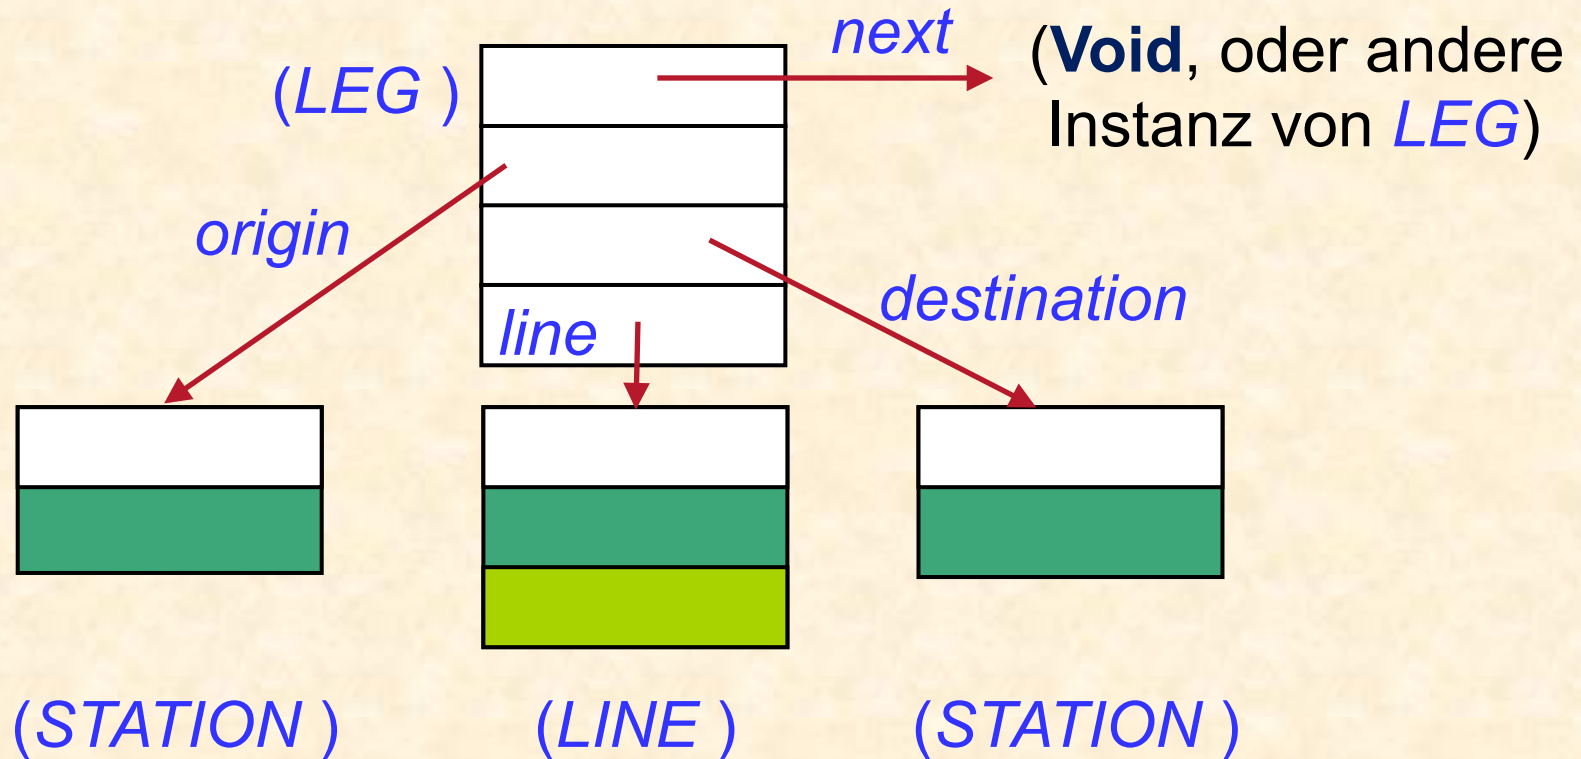 next
(Void, oder andere
Instanz von LEG)
(LEG )
origin
destination
line
(STATION )
(LINE )
(STATION )